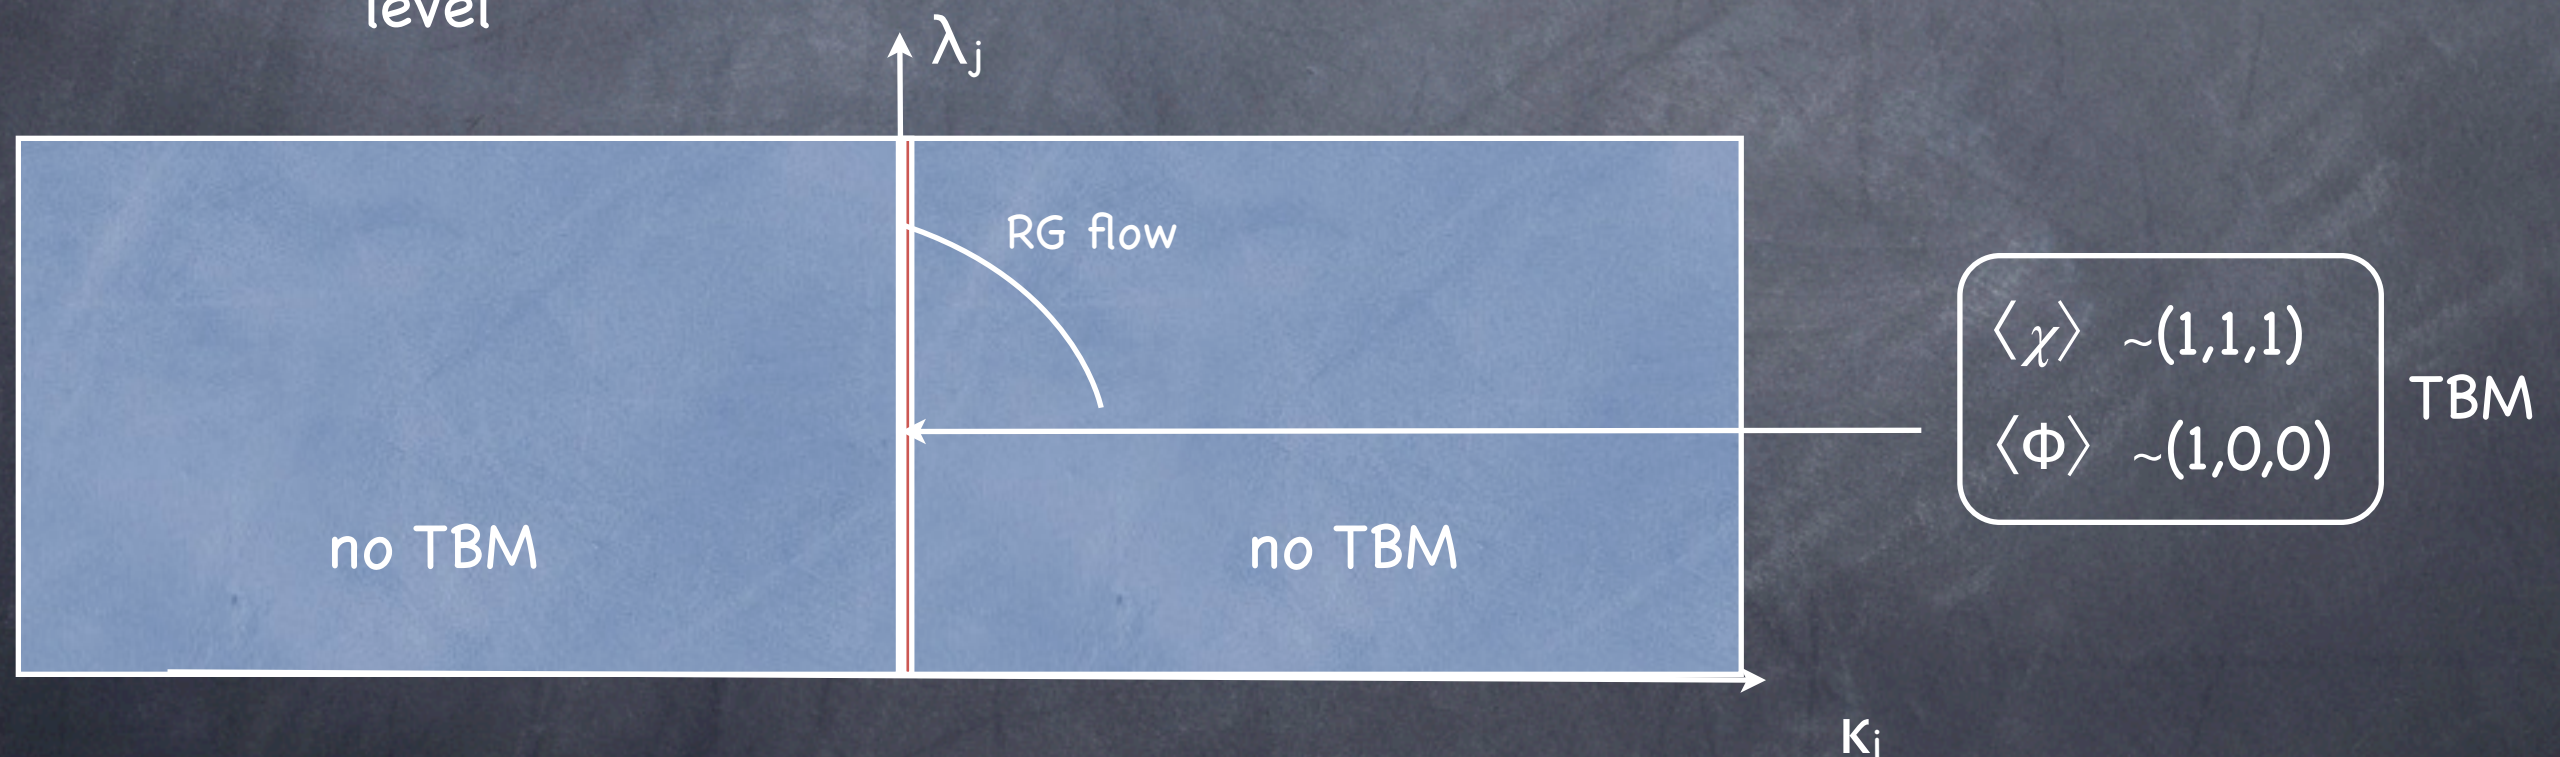 level
λj
RG flow
⟨χ⟩ ~(1,1,1)
TBM
⟨Φ⟩ ~(1,0,0)
no TBM
no TBM
κj